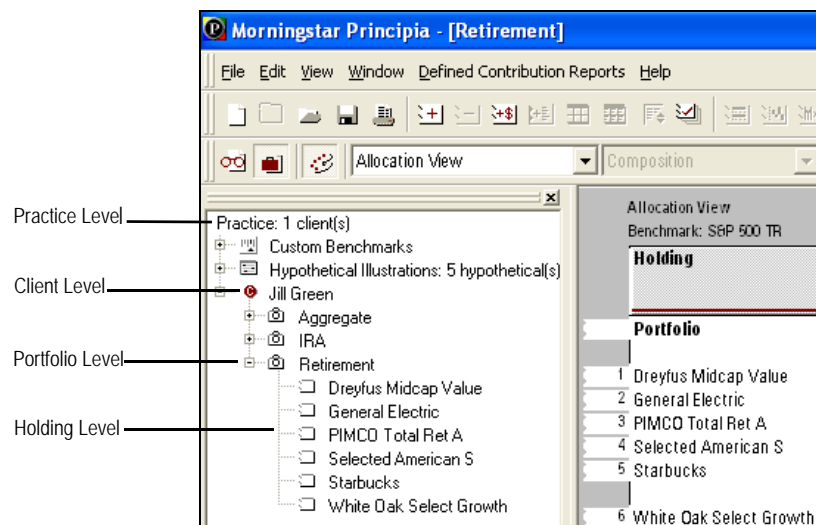 Morningstar Principia - [Retirement]
File Edit View Window Defined Contribution Reports Help
Allocation View Composition
Practice Level
Client Level
Portfolio Level
Holding Level
Practice: 1 client(s)
Custom Benchmarks
Hypothetical Illustrations: 5 hypothetical(s)
Jill Green
Aggregate
IRA
Retirement
Dreyfus Midcap Value
General Electric
PIMCO Total Ret A
Selected American S
Starbucks
White Oak Select Growth
Allocation View
Benchmark: S&P 500 TR
Holding
Portfolio
1 Dreyfus Midcap Value
2 General Electric
3 PIMCO Total Ret A
4 Selected American S
5 Starbucks
6 White Oak Select Growth